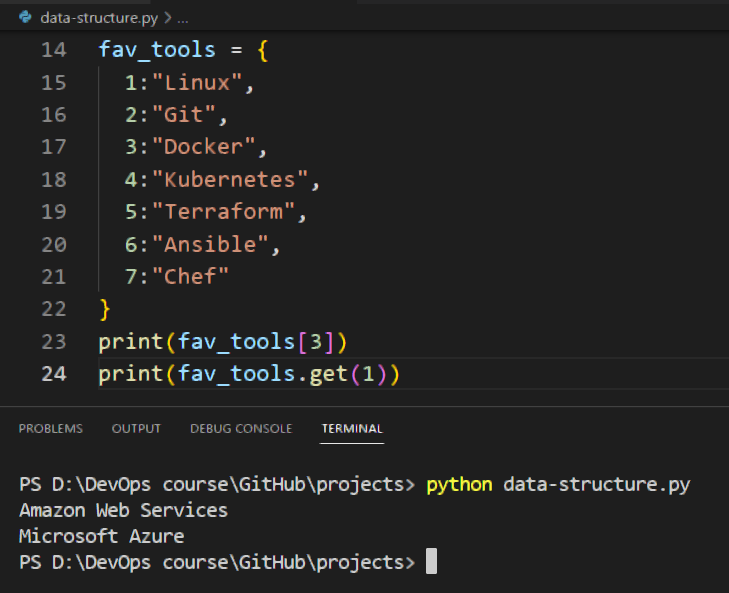 data-structure.py > ...
14 fav_tools = {
15 1:"Linux",
16 2:"Git",
17 3:"Docker",
18 4:"Kubernetes",
19 5:"Terraform",
20 6:"Ansible",
21 7:"Chef"
22 }
23 print(fav_tools[3])
24 print(fav_tools.get(1))
PROBLEMS OUTPUT DEBUG CONSOLE TERMINAL
PS D:\DevOps course\GitHub\projects> python data-structure.py
Amazon Web Services
Microsoft Azure
PS D:\DevOps course\GitHub\projects>